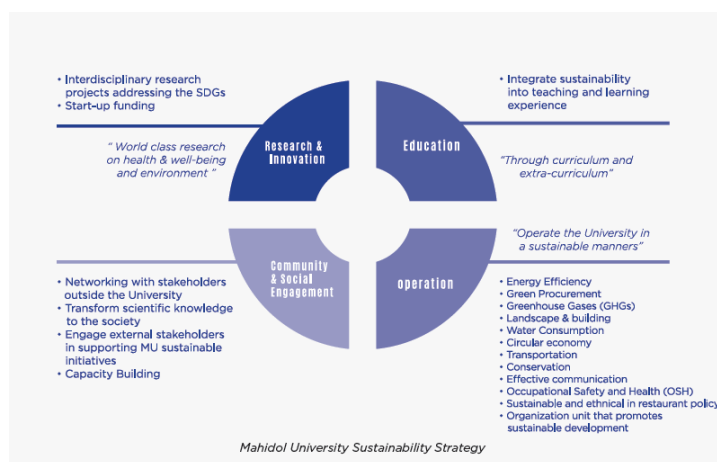 • Interdisciplinary research
projects addressing the SDGs
• Start-up funding
" World class research
on health & well-being
and environment "
Research &
Innovation
Education
• Integrate sustainability
into teaching and learning
experience
"Through curriculum and
extra-curriculum"
Community
& Social
Engagement
• Networking with stakeholders
outside the University
• Transform scientific knowledge
to the society
• Engage external stakeholders
in supporting MU sustainable
initiatives
• Capacity Building
operation
"Operate the University in
a sustainable manners"
• Energy Efficiency
• Green Procurement
• Greenhouse Gases (GHGs)
• Landscape & building
• Water Consumption
• Circular economy
• Transportation
• Conservation
• Effective communication
• Occupational Safety and Health (OSH)
• Sustainable and ethnical in restaurant policy
• Organization unit that promotes
sustainable development
Mahidol University Sustainability Strategy